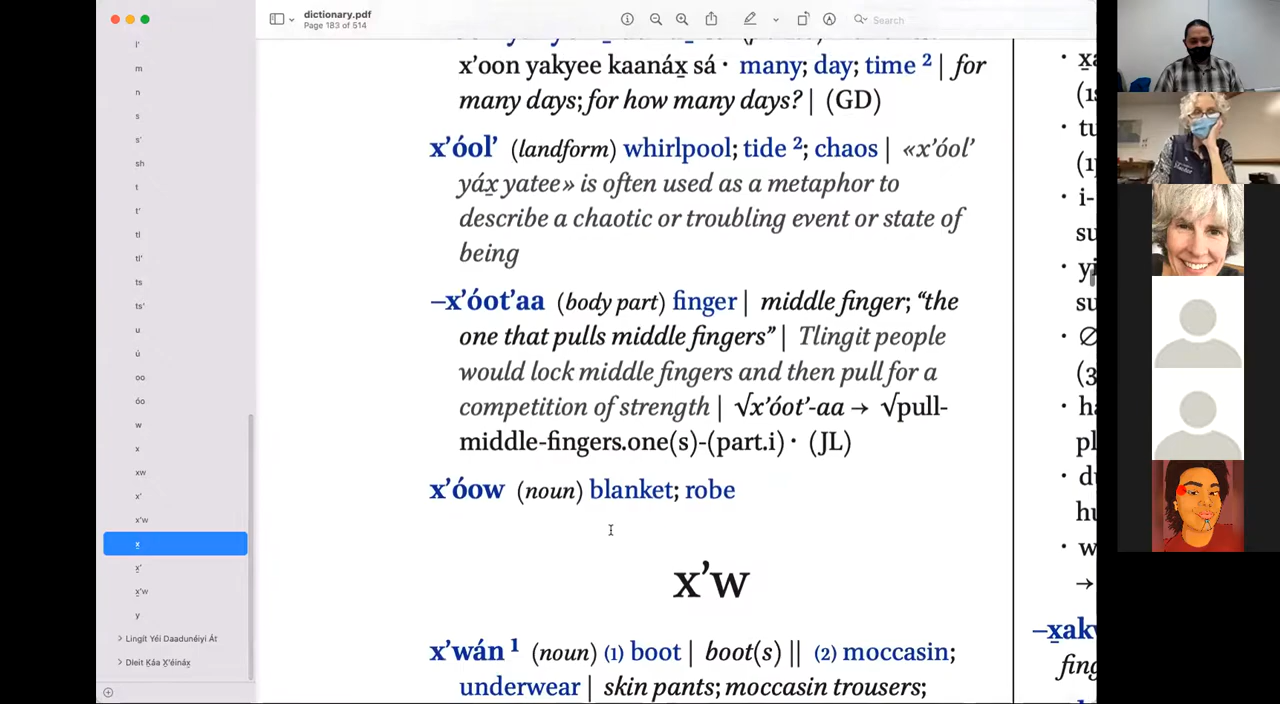 dictionary.pdf
Page 183 of 514
Search
m
n
s
s'
sh
t
t'
tl
tl'
ts
ts'
u
ú
oo
óo
w
x
xw
x'
x'w
x̱
x̱'
x̱'w
y
Lingít Yéi Daadunéiyi Át
Dleit Ḵáa X̱'éináx̱
x’oon yakyee kaanáx̱ sá · many; day; time ² | for
many days; for how many days? | (GD)
x’óol’ (landform) whirlpool; tide ²; chaos | «x’óol’
yáx̱ yatee» is often used as a metaphor to
describe a chaotic or troubling event or state of
being
–x’óot’aa (body part) finger | middle finger; “the
one that pulls middle fingers” | Tlingit people
would lock middle fingers and then pull for a
competition of strength | √x’óot’-aa → √pull-
middle-fingers.one(s)-(part.i) · (JL)
x’óow (noun) blanket; robe
x’w
x’wán ¹ (noun) (1) boot | boot(s) || (2) moccasin;
underwear | skin pants; moccasin trousers;